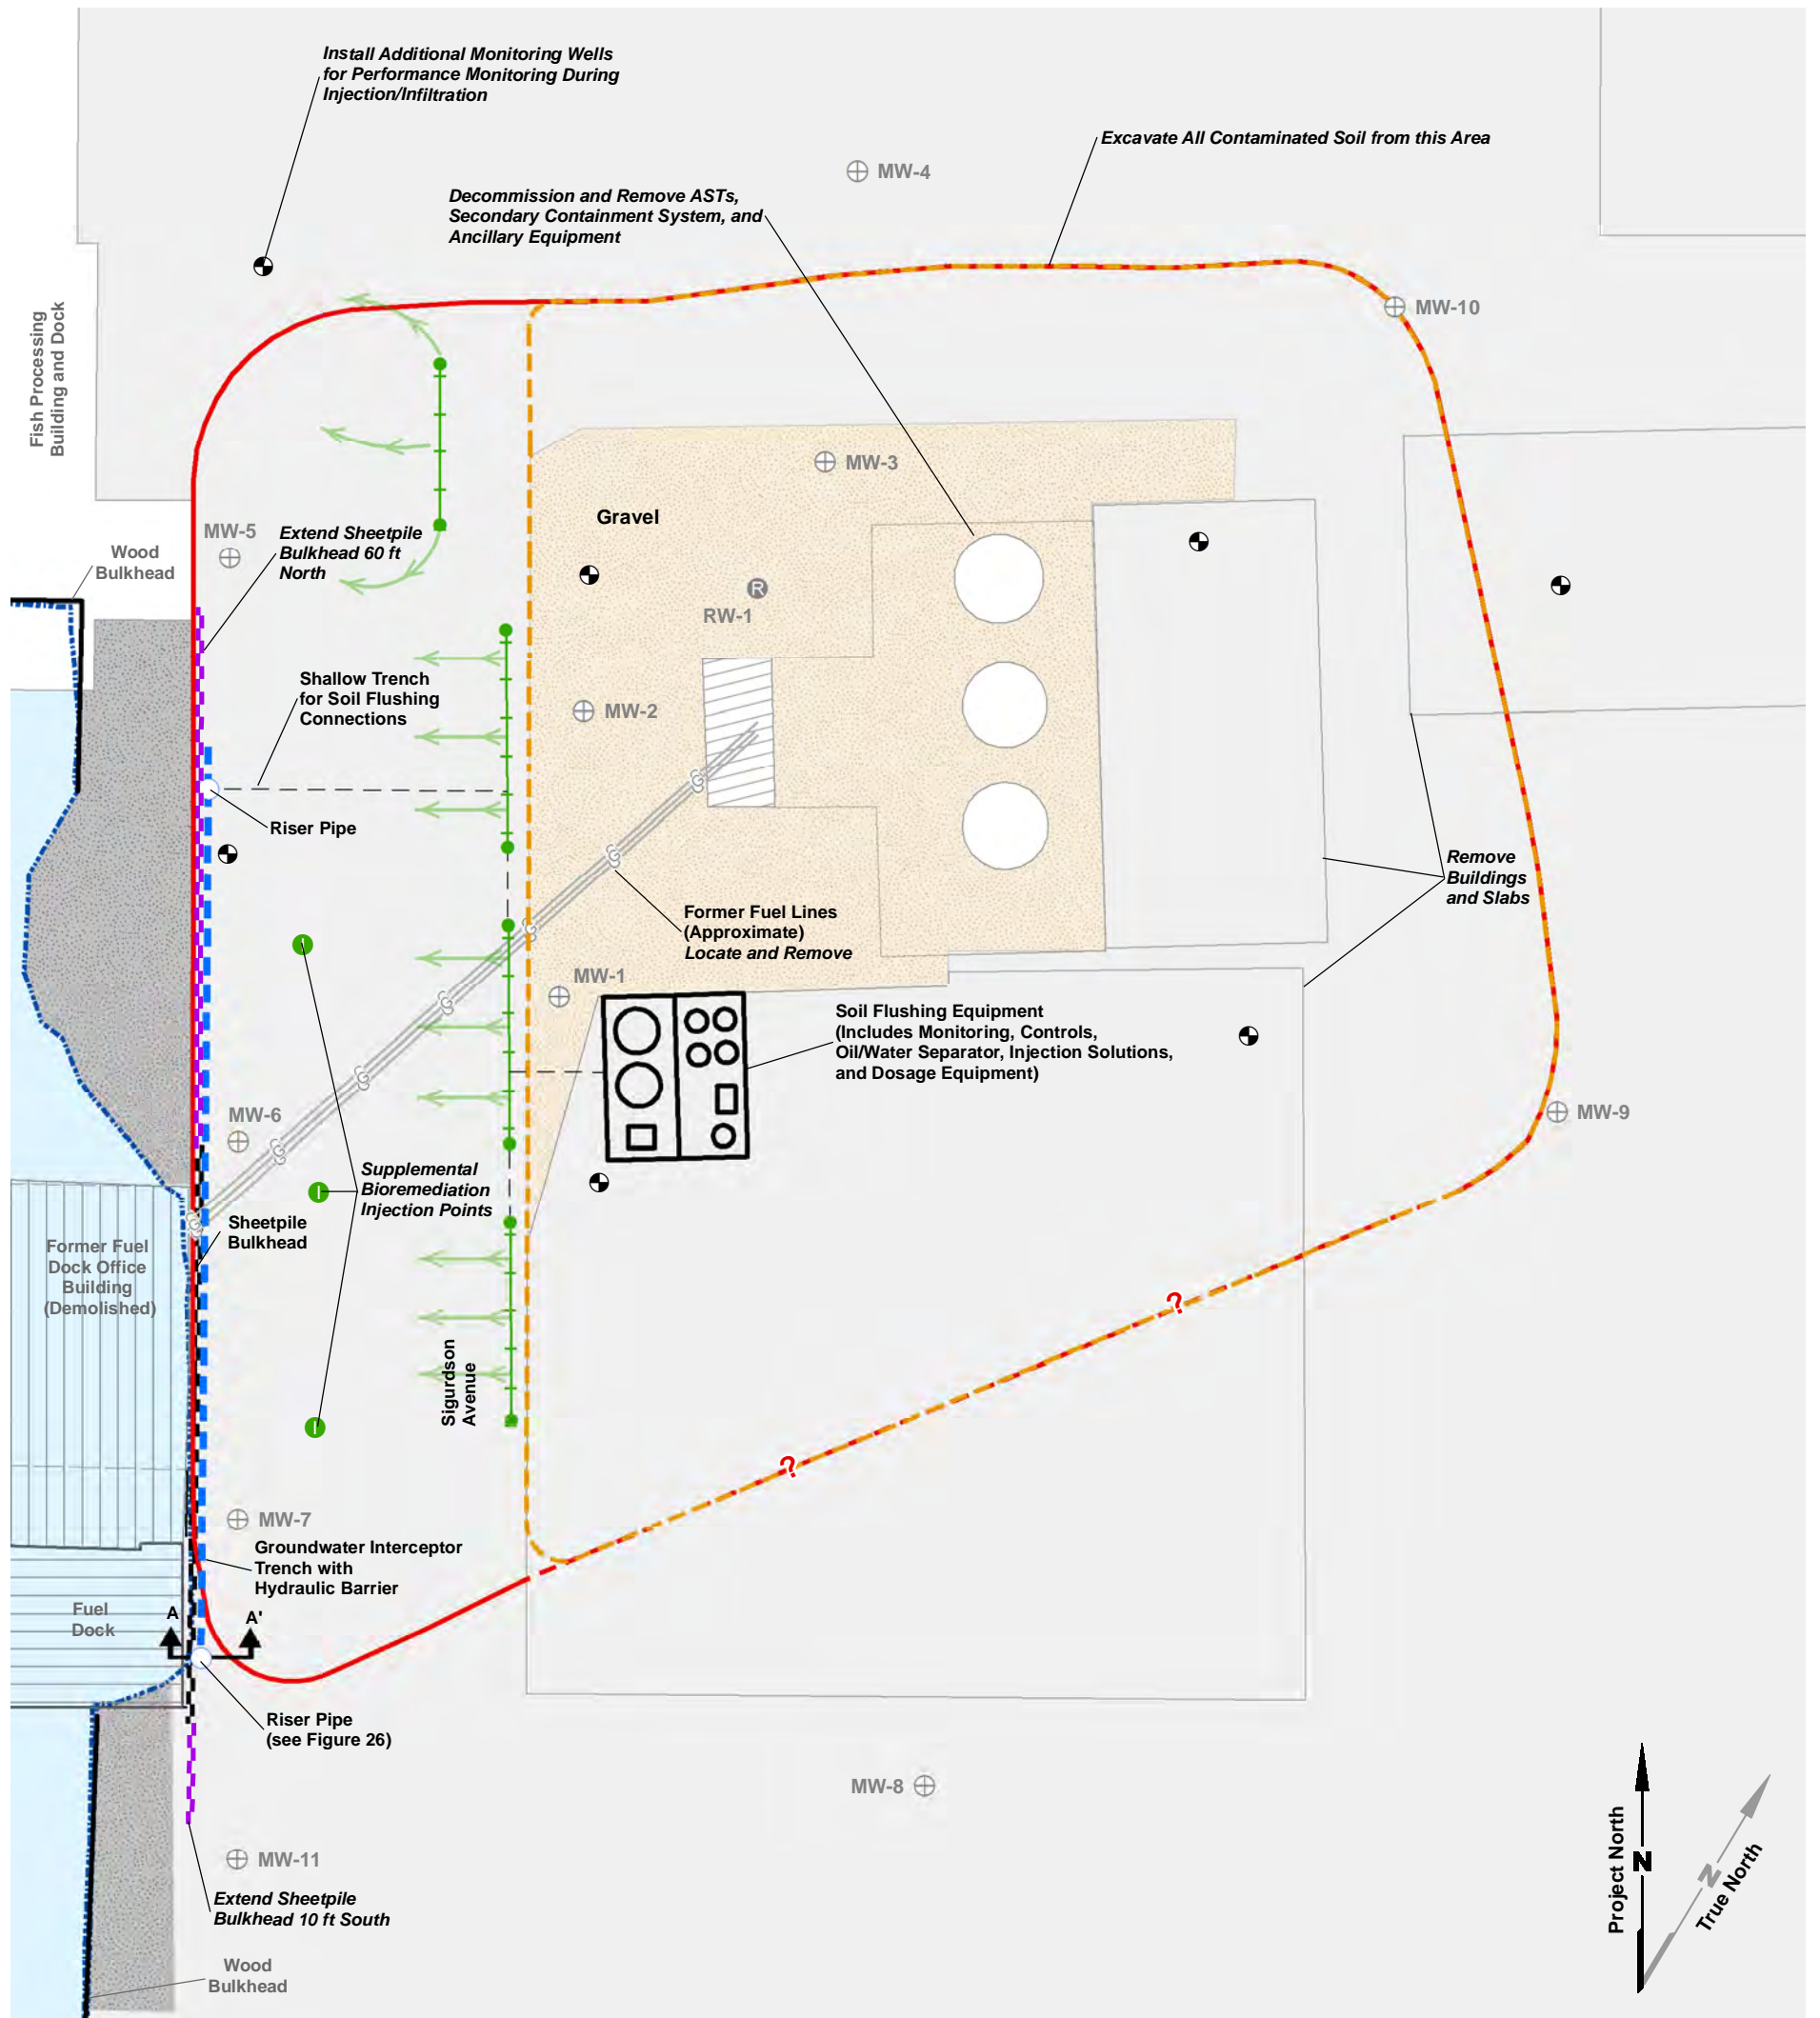 Install Additional Monitoring Wells
for Performance Monitoring During
Injection/Infiltration
Excavate All Contaminated Soil from this Area
MW-4
Decommission and Remove ASTs,
Secondary Containment System, and
Ancillary Equipment
MW-10
Fish Processing
Building and Dock
MW-3
Gravel
MW-5
Extend Sheetpile
Bulkhead 60 ft
North
Wood
Bulkhead
R
RW-1
Shallow Trench
for Soil Flushing
Connections
MW-2
G
Riser Pipe
G
Remove
Buildings
and Slabs
Former Fuel Lines
(Approximate)
Locate and Remove
G
MW-1
G
Soil Flushing Equipment
(Includes Monitoring, Controls,
Oil/Water Separator, Injection Solutions,
and Dosage Equipment)
G
MW-6
MW-9
G
Supplemental
Bioremediation
Injection Points
I
G
Sheetpile
Bulkhead
Former Fuel
Dock Office
Building
(Demolished)
?
Sigurdson
Avenue
I
?
MW-7
Groundwater Interceptor
Trench with
Hydraulic Barrier
Fuel
Dock
A
A'
Riser Pipe
(see Figure 26)
MW-8
MW-11
Extend Sheetpile
Bulkhead 10 ft South
Wood
Bulkhead
Project North
N
N
True North